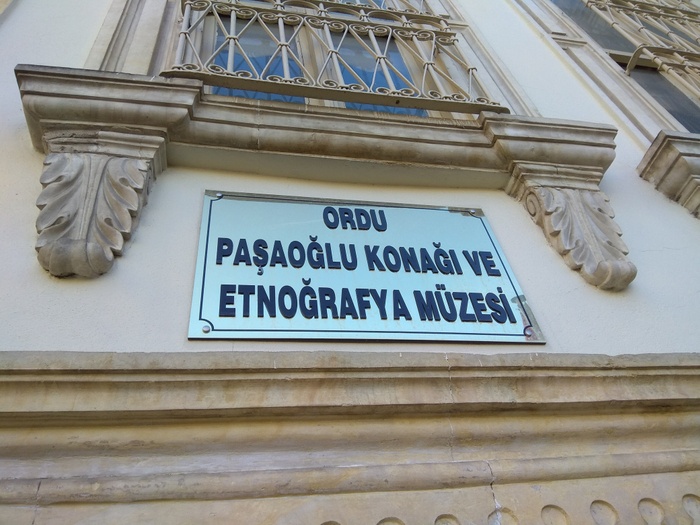 ORDU
PAŞAOĞLU KONAĞI VE
ETNOĞRAFYA MÜZESİ